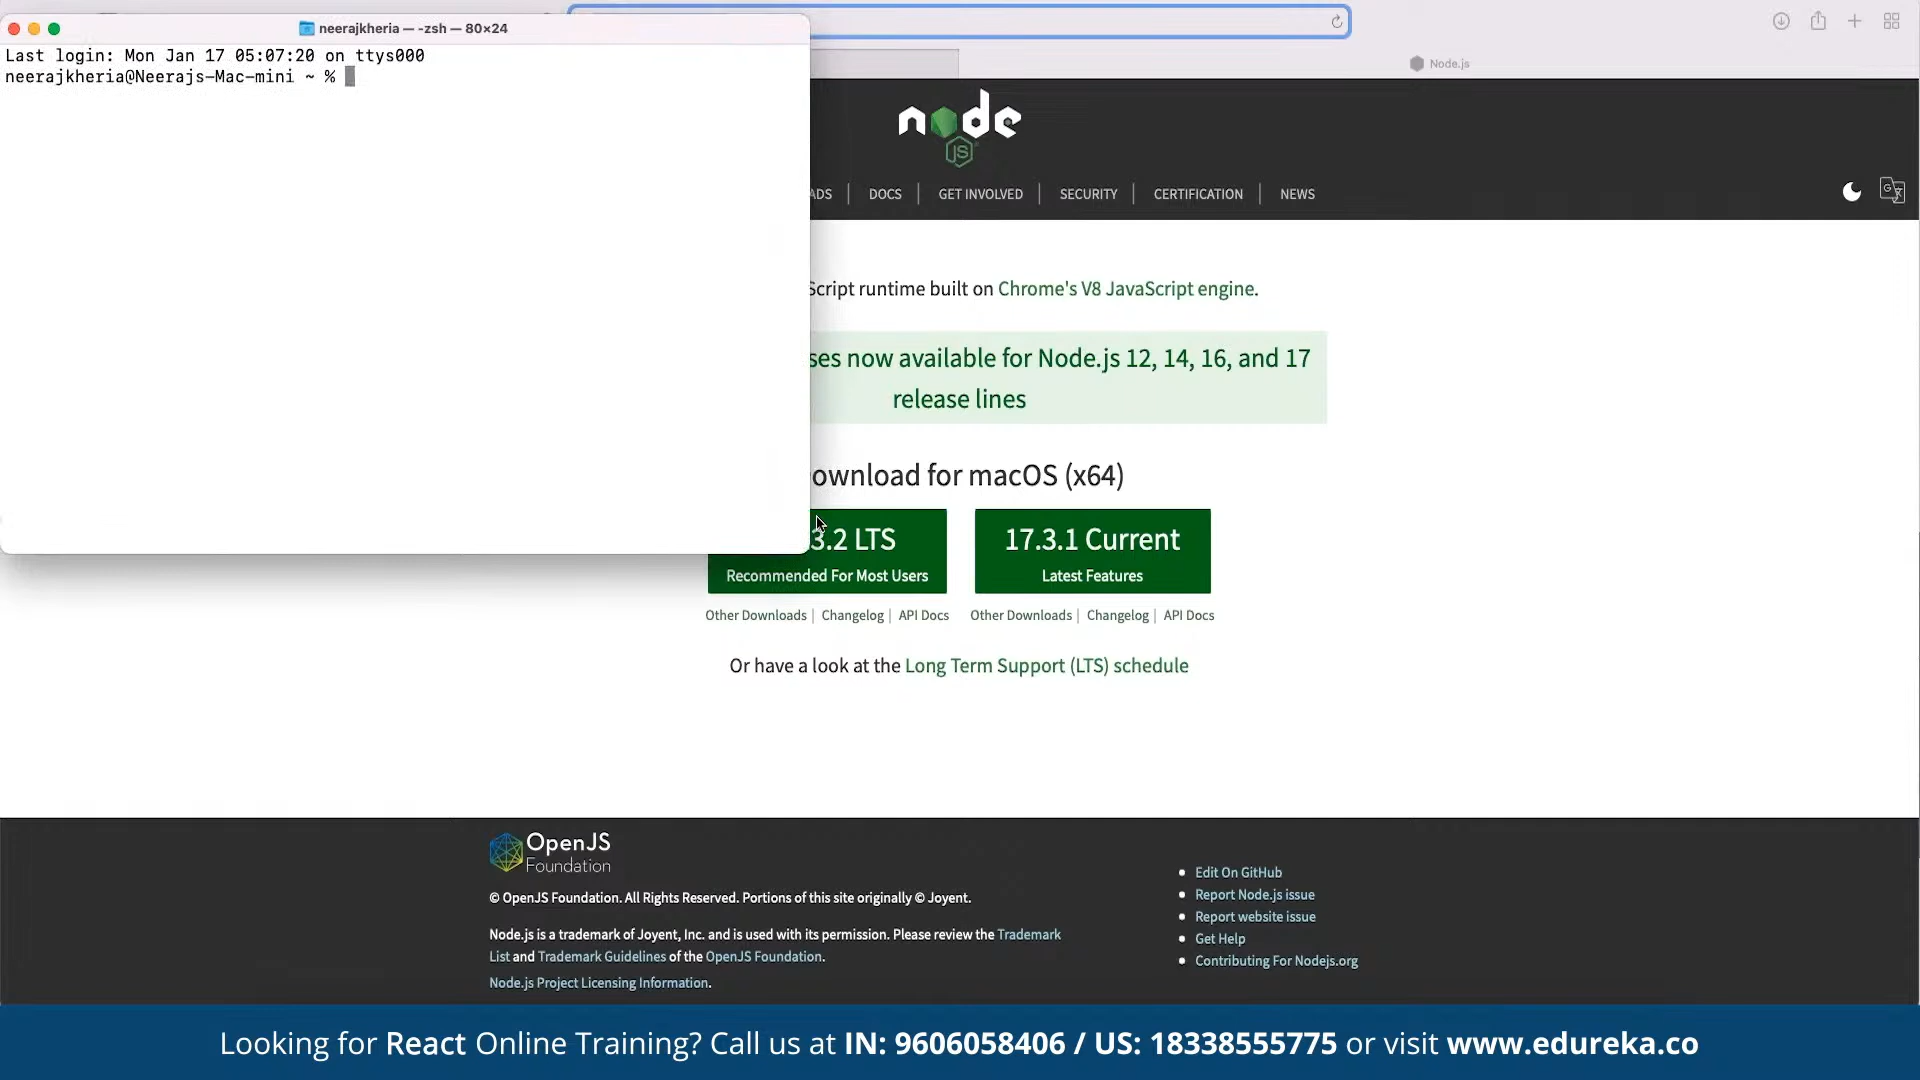 neerajkheria — -zsh — 80×24
Last login: Mon Jan 17 05:07:20 on ttys000
neerajkheria@Neerajs-Mac-mini ~ %
Node.js
node
JS
ADS | DOCS | GET INVOLVED | SECURITY | CERTIFICATION | NEWS
Script runtime built on Chrome's V8 JavaScript engine.
ses now available for Node.js 12, 14, 16, and 17
release lines
ownload for macOS (x64)
3.2 LTS
Recommended For Most Users
17.3.1 Current
Latest Features
Other Downloads | Changelog | API Docs
Other Downloads | Changelog | API Docs
Or have a look at the Long Term Support (LTS) schedule
OpenJS
Foundation
© OpenJS Foundation. All Rights Reserved. Portions of this site originally © Joyent.
Node.js is a trademark of Joyent, Inc. and is used with its permission. Please review the Trademark
List and Trademark Guidelines of the OpenJS Foundation.
Node.js Project Licensing Information.
Edit On GitHub
Report Node.js issue
Report website issue
Get Help
Contributing For Nodejs.org
Looking for React Online Training? Call us at IN: 9606058406 / US: 18338555775 or visit www.edureka.co